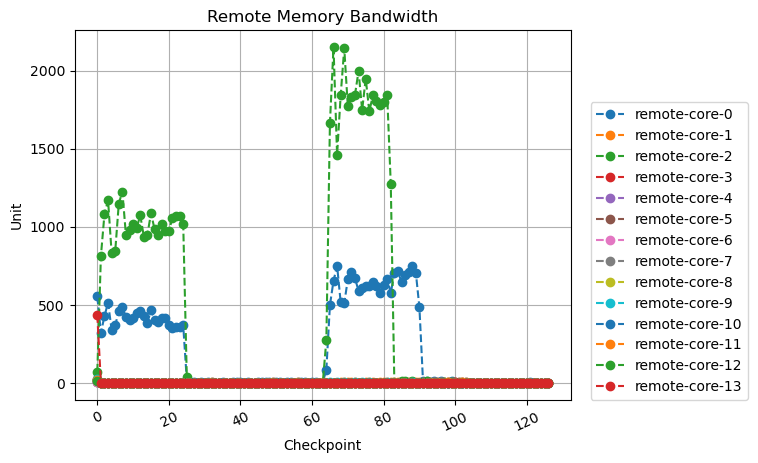 Remote Memory Bandwidth
Unit
2000
1500
1000
500
0
0
20
40
60
80
100
120
Checkpoint
remote-core-0
remote-core-1
remote-core-2
remote-core-3
remote-core-4
remote-core-5
remote-core-6
remote-core-7
remote-core-8
remote-core-9
remote-core-10
remote-core-11
remote-core-12
remote-core-13